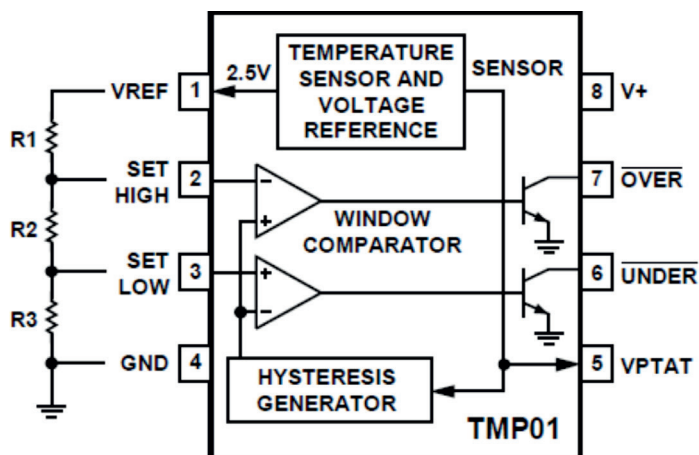 TEMPERATURE
SENSOR AND
VOLTAGE
REFERENCE
SENSOR
2.5V
VREF
1
8
V+
R1
SET
HIGH
2
7
OVER
R2
WINDOW
COMPARATOR
SET
LOW
3
6
UNDER
R3
GND
4
5
VPTAT
HYSTERESIS
GENERATOR
TMP01
−
+
+
−